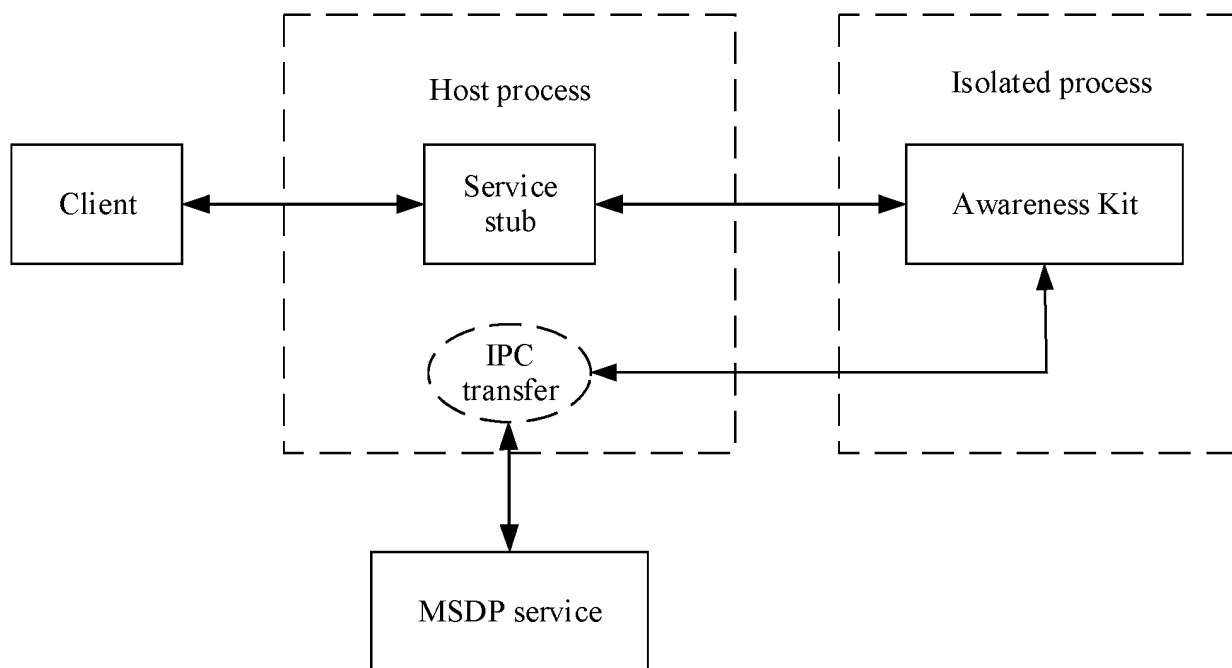 Host process
Isolated process
Client
Service
stub
Awareness Kit
IPC
transfer
MSDP service